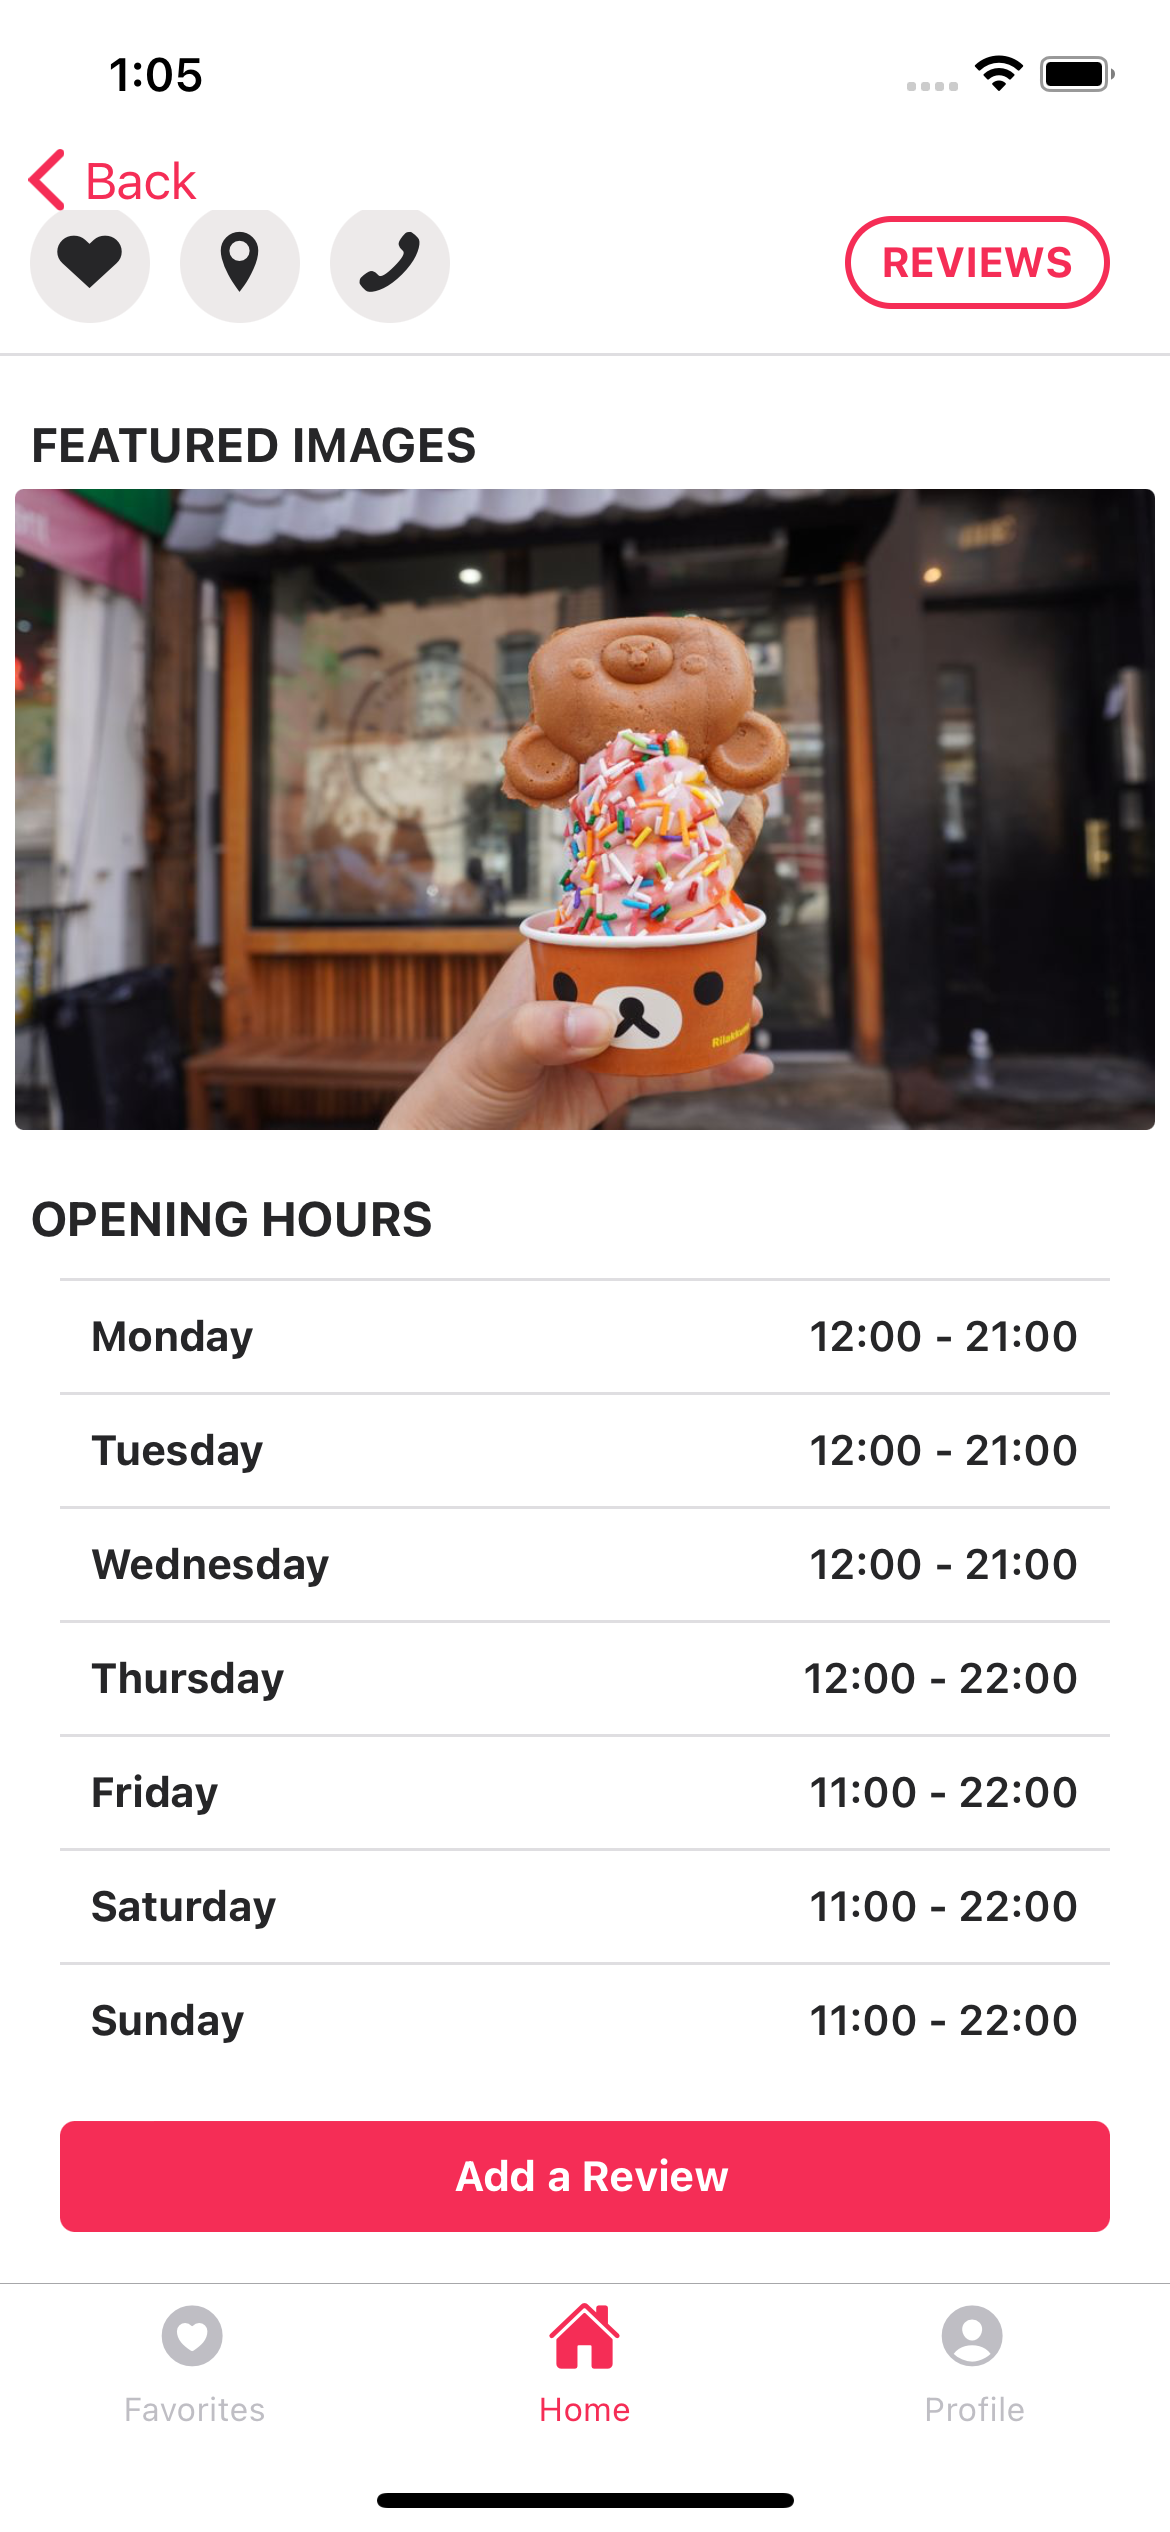 1:05
Back
REVIEWS
FEATURED IMAGES
OPENING HOURS
Monday 12:00 - 21:00
Tuesday 12:00 - 21:00
Wednesday 12:00 - 21:00
Thursday 12:00 - 22:00
Friday 11:00 - 22:00
Saturday 11:00 - 22:00
Sunday 11:00 - 22:00
Add a Review
Favorites Home Profile